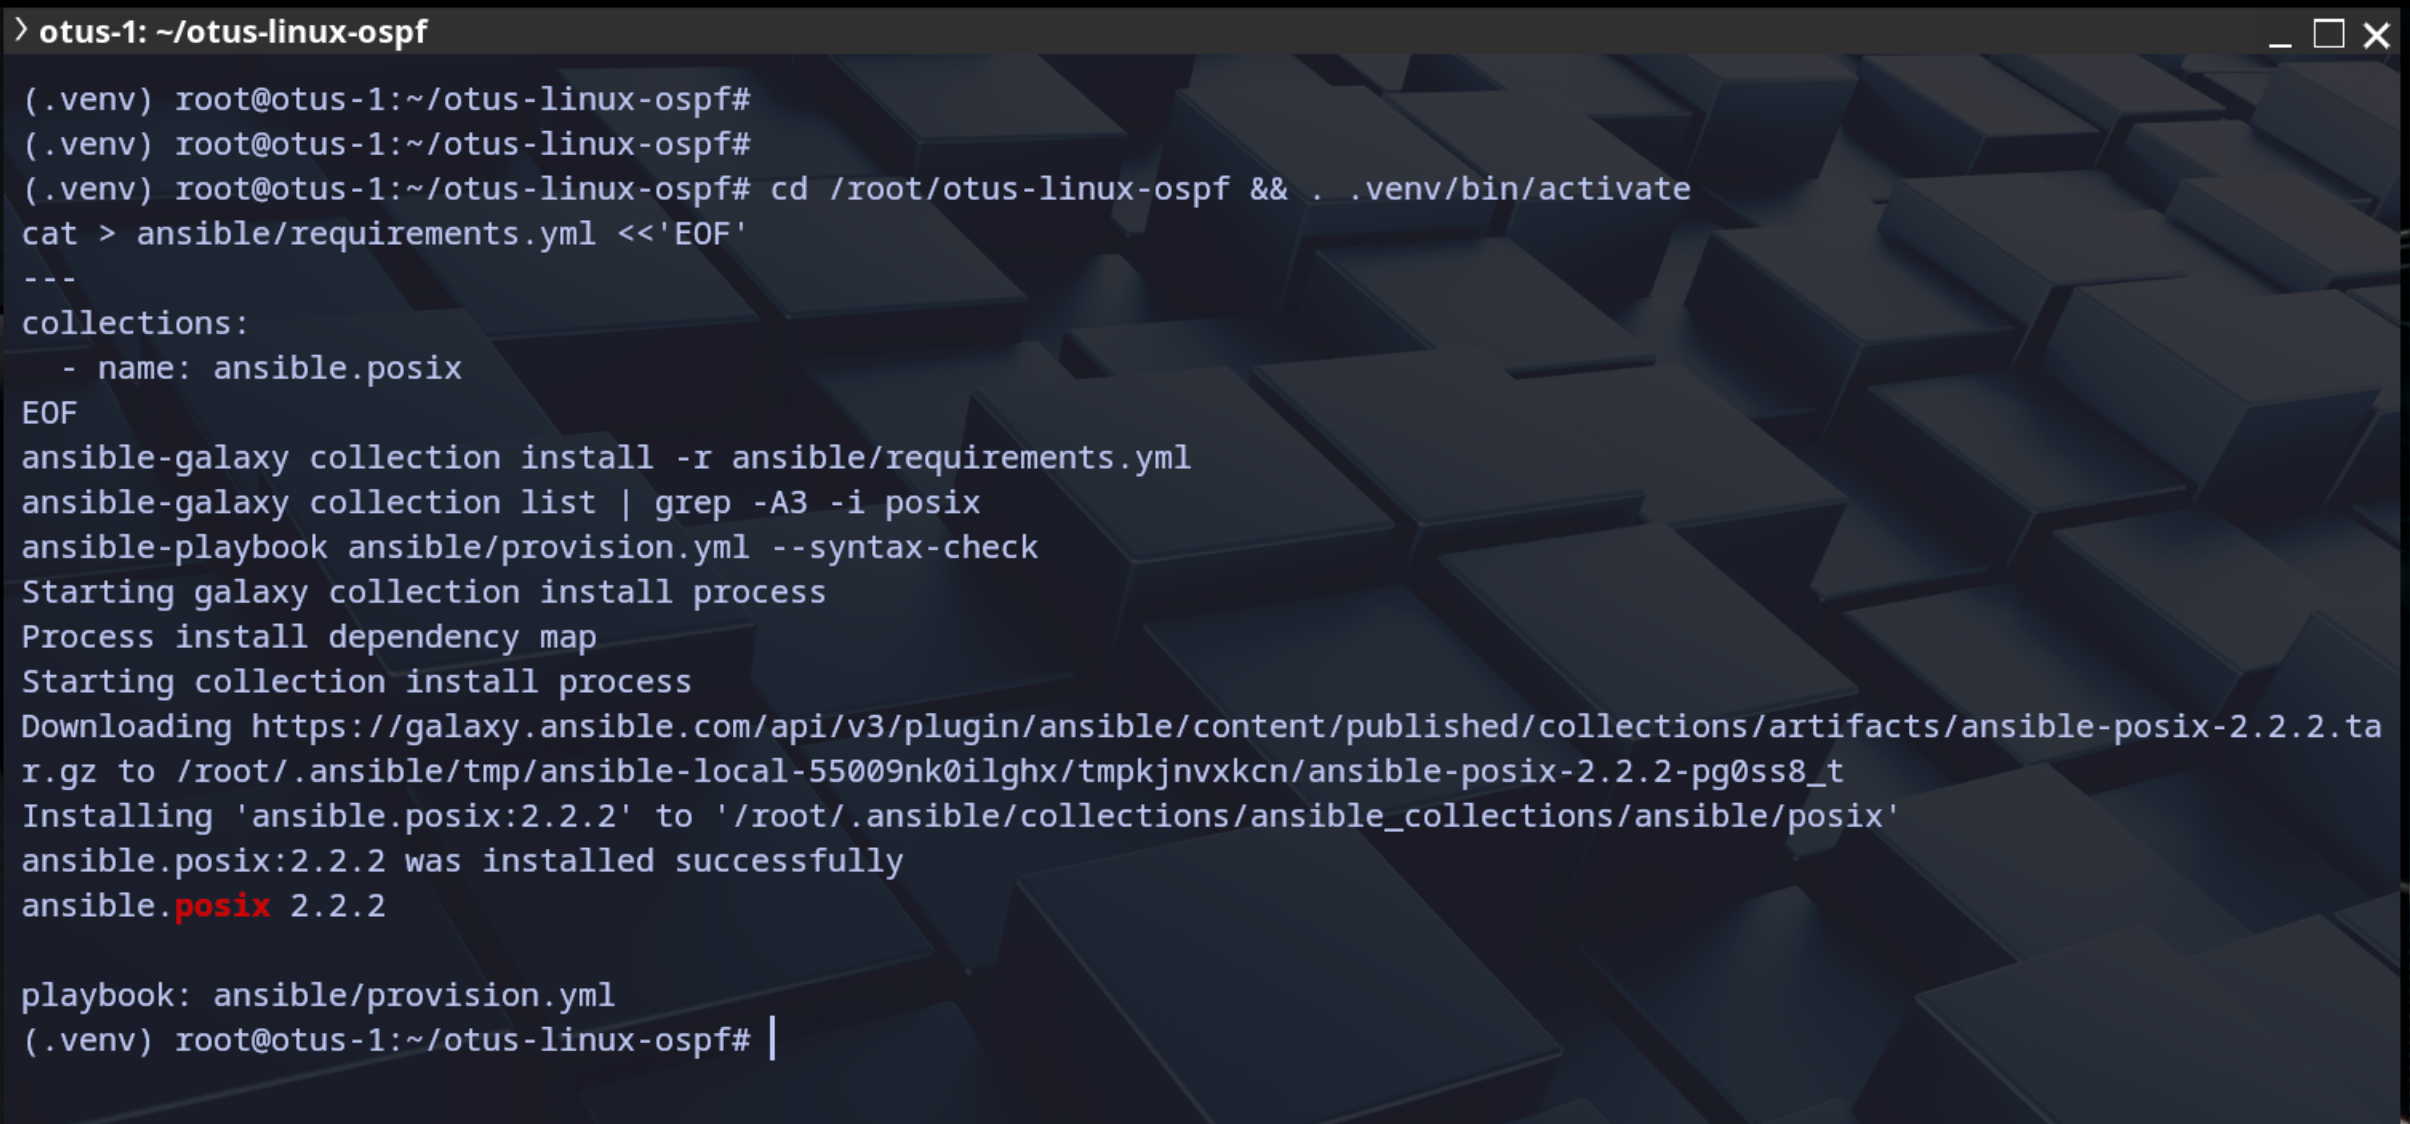 otus-1: ~/otus-linux-ospf
(.venv) root@otus-1:~/otus-linux-ospf#
(.venv) root@otus-1:~/otus-linux-ospf#
(.venv) root@otus-1:~/otus-linux-ospf# cd /root/otus-linux-ospf && . .venv/bin/activate
cat > ansible/requirements.yml <<'EOF'
---
collections:
  - name: ansible.posix
EOF
ansible-galaxy collection install -r ansible/requirements.yml
ansible-galaxy collection list | grep -A3 -i posix
ansible-playbook ansible/provision.yml --syntax-check
Starting galaxy collection install process
Process install dependency map
Starting collection install process
Downloading https://galaxy.ansible.com/api/v3/plugin/ansible/content/published/collections/artifacts/ansible-posix-2.2.2.ta
r.gz to /root/.ansible/tmp/ansible-local-55009nk0ilghx/tmpkjnvxkcn/ansible-posix-2.2.2-pg0ss8_t
Installing 'ansible.posix:2.2.2' to '/root/.ansible/collections/ansible_collections/ansible/posix'
ansible.posix:2.2.2 was installed successfully
ansible.posix 2.2.2
playbook: ansible/provision.yml
(.venv) root@otus-1:~/otus-linux-ospf#